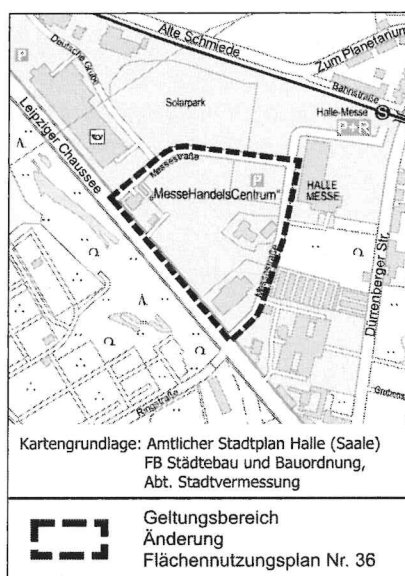 Alte Schmiede
Zum Planetarium
Deutsche Grube
Bahnstraße
Solarpark
Halle-Messe
P
P+R
S
Leipziger Chaussee
Messestraße
„MesseHandelsCentrum“
P
HALLE
MESSE
Messestraße
Dürrenberger Str.
Ringstraße
Kartengrundlage: Amtlicher Stadtplan Halle (Saale)
FB Städtebau und Bauordnung,
Abt. Stadtvermessung
Geltungsbereich
Änderung
Flächennutzungsplan Nr. 36